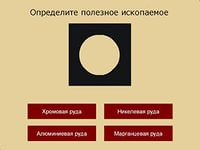 Определите полезное ископаемое
Хромовая руда
Никелевая руда
Алюминиевая руда
Марганцевая руда